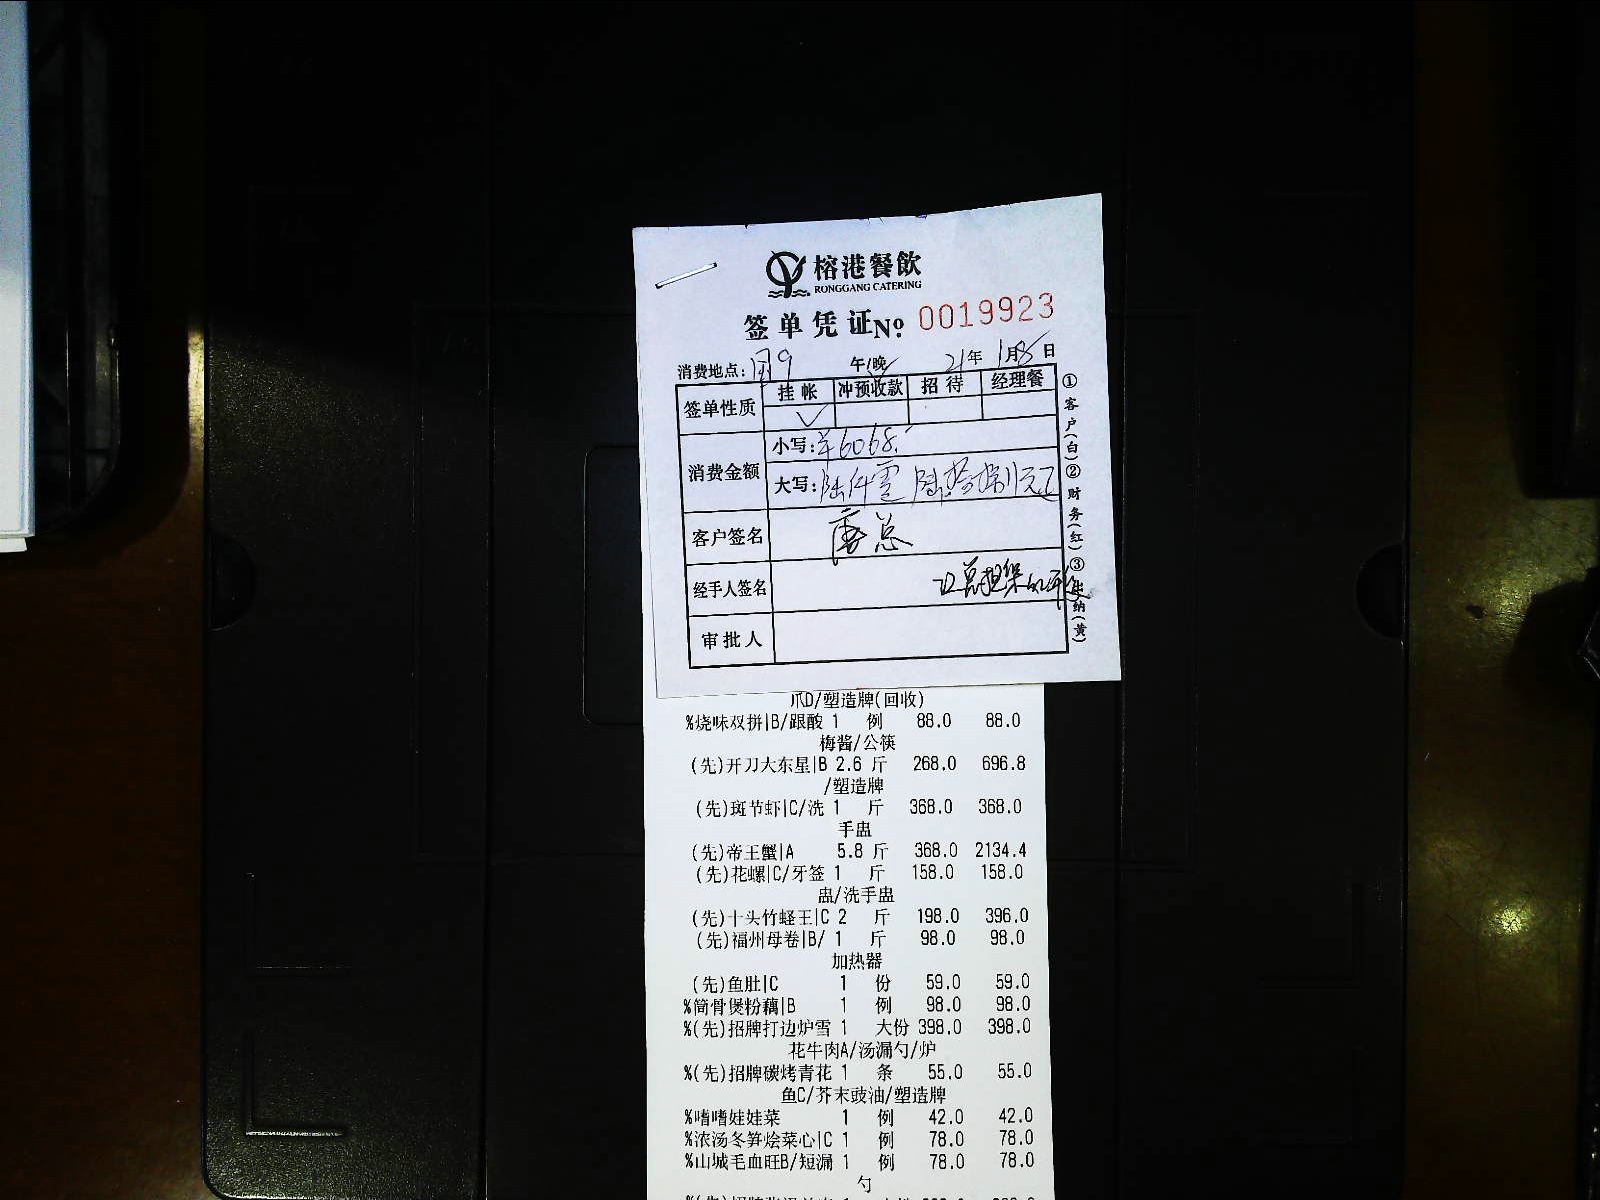 榕港餐飲
RONGGANG CATERING
签单凭证No. 0019923
消费地点: 午/晚 21年1月 日
签单性质 挂帐 冲预收款 招待 经理餐
消费金额 小写:¥6068.
大写:陆仟零陆拾捌元正
客户签名 唐总
经手人签名
审批人
①客户(白)②财务(红)③出纳(黄)
爪D/塑造牌(回收)
%烧味双拼|B/跟酸 1 例 88.0 88.0
梅酱/公筷
(先)开刀大东星|B 2.6 斤 268.0 696.8
/塑造牌
(先)斑节虾|C/洗 1 斤 368.0 368.0
手盅
(先)帝王蟹|A 5.8 斤 368.0 2134.4
(先)花螺|C/牙签 1 斤 158.0 158.0
盅/洗手盅
(先)十头竹蛏王|C 2 斤 198.0 396.0
(先)福州母卷|B/ 1 斤 98.0 98.0
加热器
(先)鱼肚|C 1 份 59.0 59.0
%筒骨煲粉藕|B 1 例 98.0 98.0
%(先)招牌打边炉雪 1 大份 398.0 398.0
花牛肉A/汤漏勺/炉
%(先)招牌碳烤青花 1 条 55.0 55.0
鱼C/芥末豉油/塑造牌
%嗜嗜娃娃菜 1 例 42.0 42.0
%浓汤冬笋烩菜心|C 1 例 78.0 78.0
%山城毛血旺B/短漏 1 例 78.0 78.0
勺